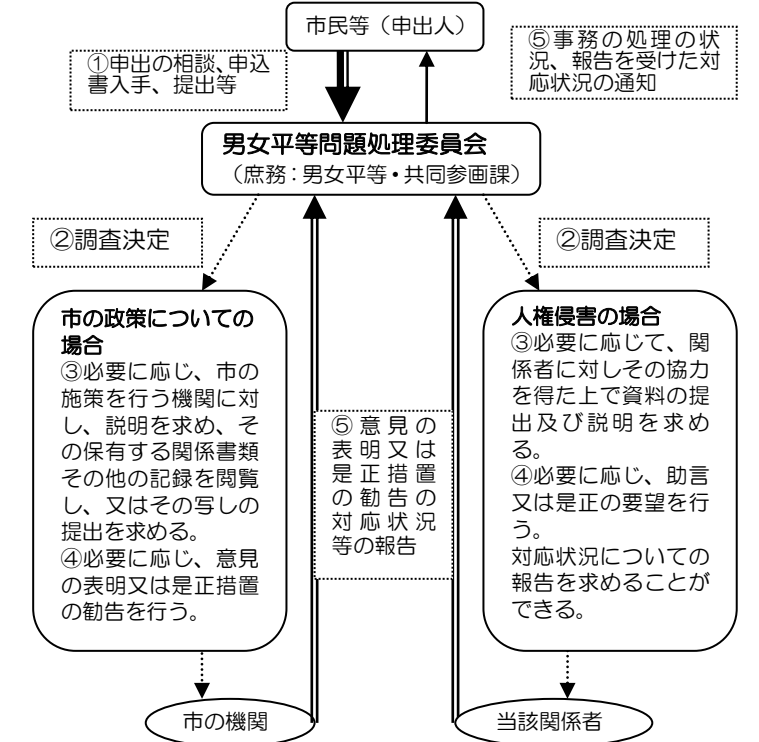 市民等（申出人）
①申出の相談、申込
書入手、提出等
⑤事務の処理の状
況、報告を受けた対
応状況の通知
男女平等問題処理委員会
（庶務：男女平等・共同参画課）
②調査決定
②調査決定
市の政策についての
場合
③必要に応じ、市の
施策を行う機関に対
し、説明を求め、そ
の保有する関係書類
その他の記録を閲覧
し、又はその写しの
提出を求める。
④必要に応じ、意見
の表明又は是正措置
の勧告を行う。
⑤意見の
表明又は
是正措置
の勧告の
対応状況
等の報告
人権侵害の場合
③必要に応じて、関
係者に対しその協力
を得た上で資料の提
出及び説明を求め
る。
④必要に応じ、助言
又は是正の要望を行
う。
対応状況についての
報告を求めることが
できる。
市の機関
当該関係者